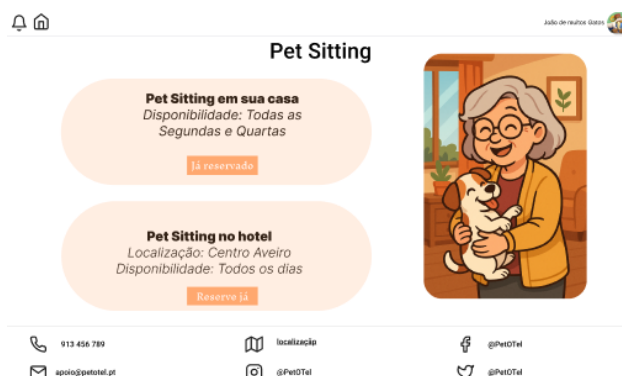 João de muitos Gatos
Pet Sitting
Pet Sitting em sua casa
Disponibilidade: Todas as
Segundas e Quartas
Já reservado
Pet Sitting no hotel
Localização: Centro Aveiro
Disponibilidade: Todos os dias
Reserve já
913 456 789
localização
@PetOTel
apoio@petotel.pt
@PetOTel
@PetOTel